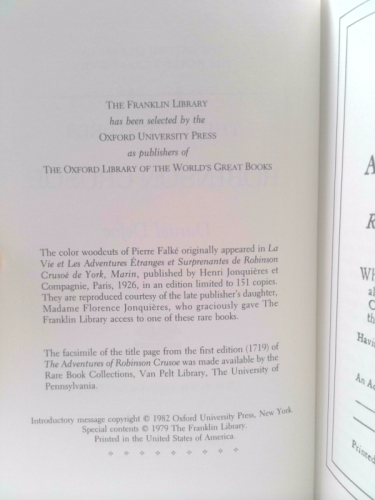 THE FRANKLIN LIBRARY
has been selected by the
OXFORD UNIVERSITY PRESS
as publishers of
THE OXFORD LIBRARY OF THE WORLD'S GREAT BOOKS
The color woodcuts of Pierre Falké originally appeared in La
Vie et Les Adventures Étranges et Surprenantes de Robinson
Crusoé de York, Marin, published by Henri Jonquières et
Compagnie, Paris, 1926, in an edition limited to 151 copies.
They are reproduced courtesy of the late publisher's daughter,
Madame Florence Jonquières, who graciously gave The
Franklin Library access to one of these rare books.
The facsimile of the title page from the first edition (1719) of
The Adventures of Robinson Crusoe was made available by the
Rare Book Collections, Van Pelt Library, The University of
Pennsylvania.
Introductory message copyright © 1982 Oxford University Press, New York.
Special contents © 1979 The Franklin Library.
Printed in the United States of America.
A
R
Wh
al
C
th
Havin
An Ac
Printed